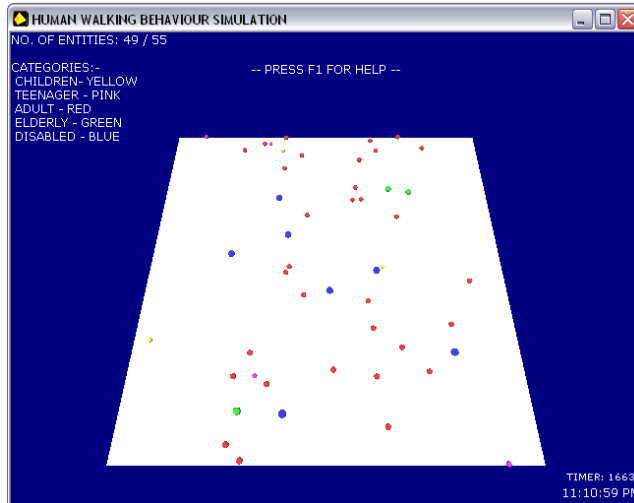 HUMAN WALKING BEHAVIOUR SIMULATION
NO. OF ENTITIES: 49 / 55
-- PRESS F1 FOR HELP --
CATEGORIES:-
CHILDREN- YELLOW
TEENAGER - PINK
ADULT - RED
ELDERLY - GREEN
DISABLED - BLUE
TIMER: 1663
11:10:59 PM